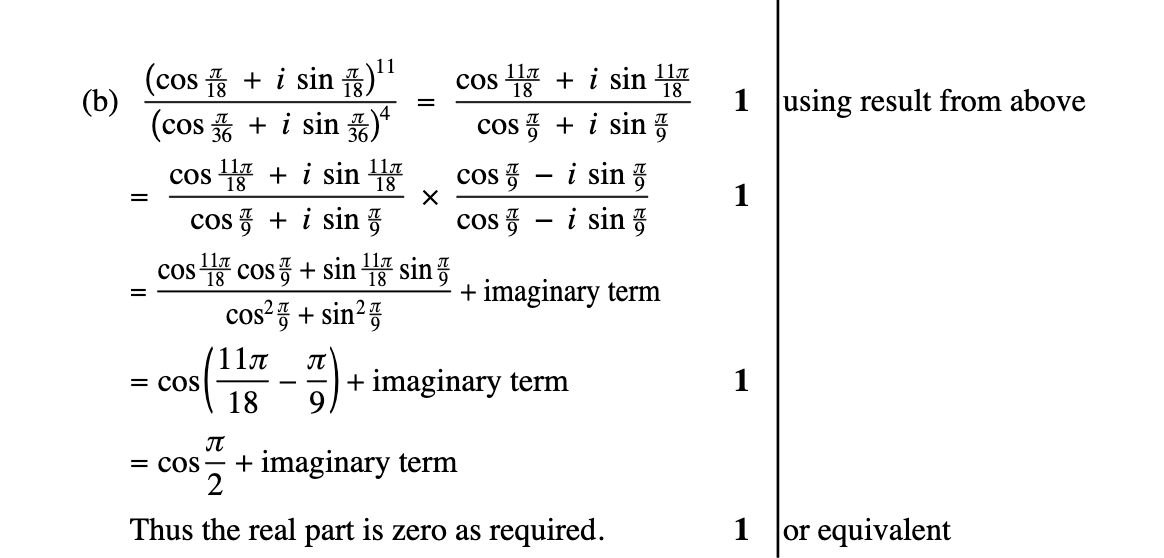 (b) (cos π/18 + i sin π/18)¹¹ / (cos π/36 + i sin π/36)⁴ = (cos 11π/18 + i sin 11π/18) / (cos π/9 + i sin π/9) 1 using result from above
= (cos 11π/18 + i sin 11π/18) / (cos π/9 + i sin π/9) × (cos π/9 − i sin π/9) / (cos π/9 − i sin π/9) 1
= (cos 11π/18 cos π/9 + sin 11π/18 sin π/9) / (cos² π/9 + sin² π/9) + imaginary term
= cos(11π/18 − π/9) + imaginary term 1
= cos π/2 + imaginary term
Thus the real part is zero as required. 1 or equivalent